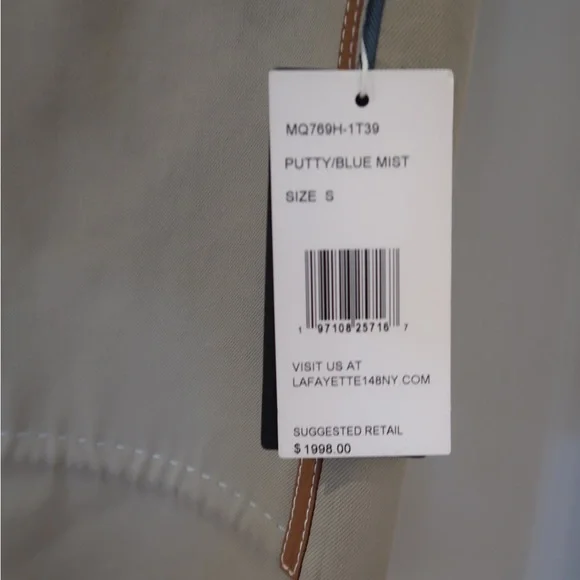 MQ769H-1T39
PUTTY/BLUE MIST
SIZE S
1 97108 25716 7
VISIT US AT
LAFAYETTE148NY.COM
SUGGESTED RETAIL
$ 1998.00